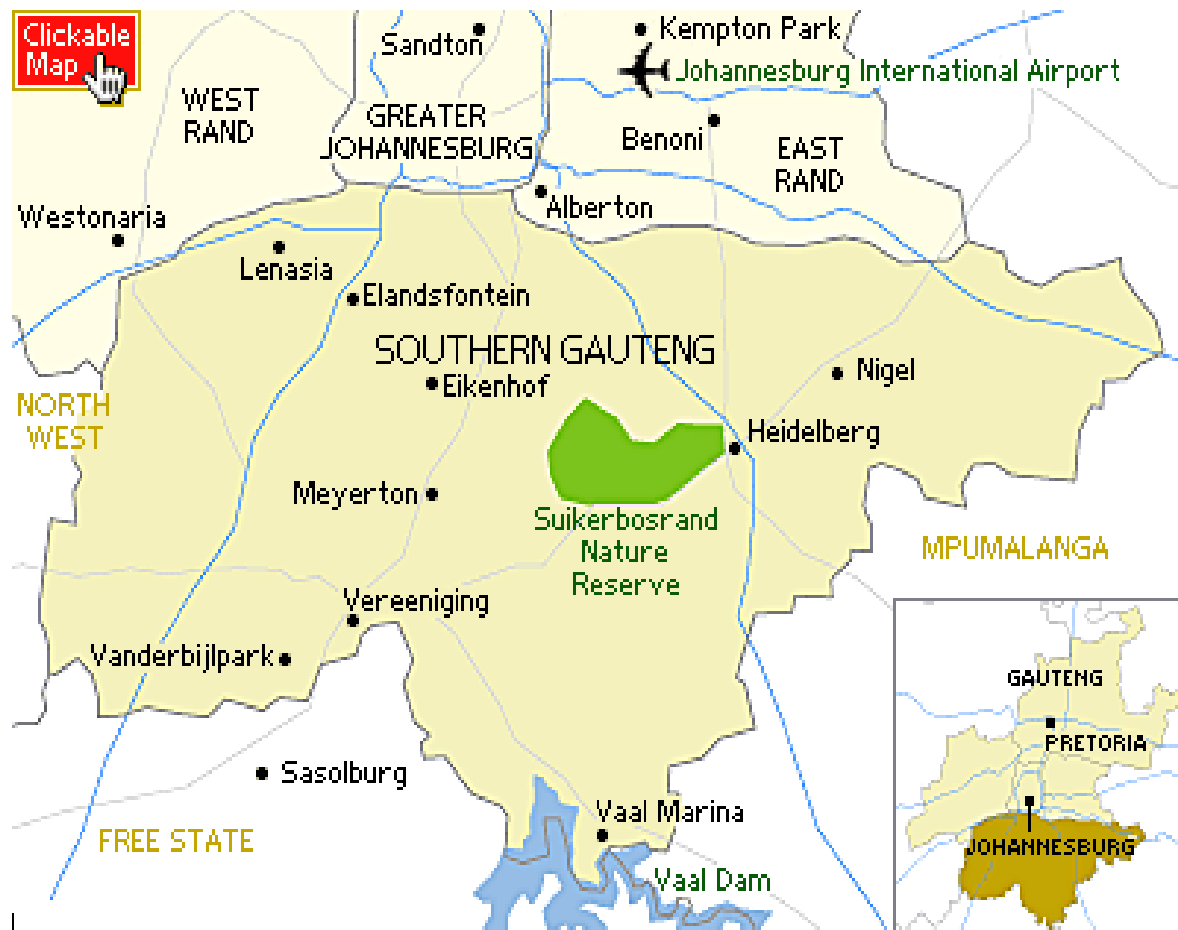 Clickable
Map
Sandton
Kempton Park
Johannesburg International Airport
WEST
RAND
GREATER
JOHANNESBURG
Benoni
EAST
RAND
Westonaria
Alberton
Lenasia
Elandsfontein
SOUTHERN GAUTENG
Eikenhof
Nigel
NORTH
WEST
Heidelberg
Meyerton
Suikerbosrand
Nature
Reserve
MPUMALANGA
Vereeniging
Vanderbijlpark
GAUTENG
PRETORIA
Sasolburg
Vaal Marina
FREE STATE
JOHANNESBURG
Vaal Dam